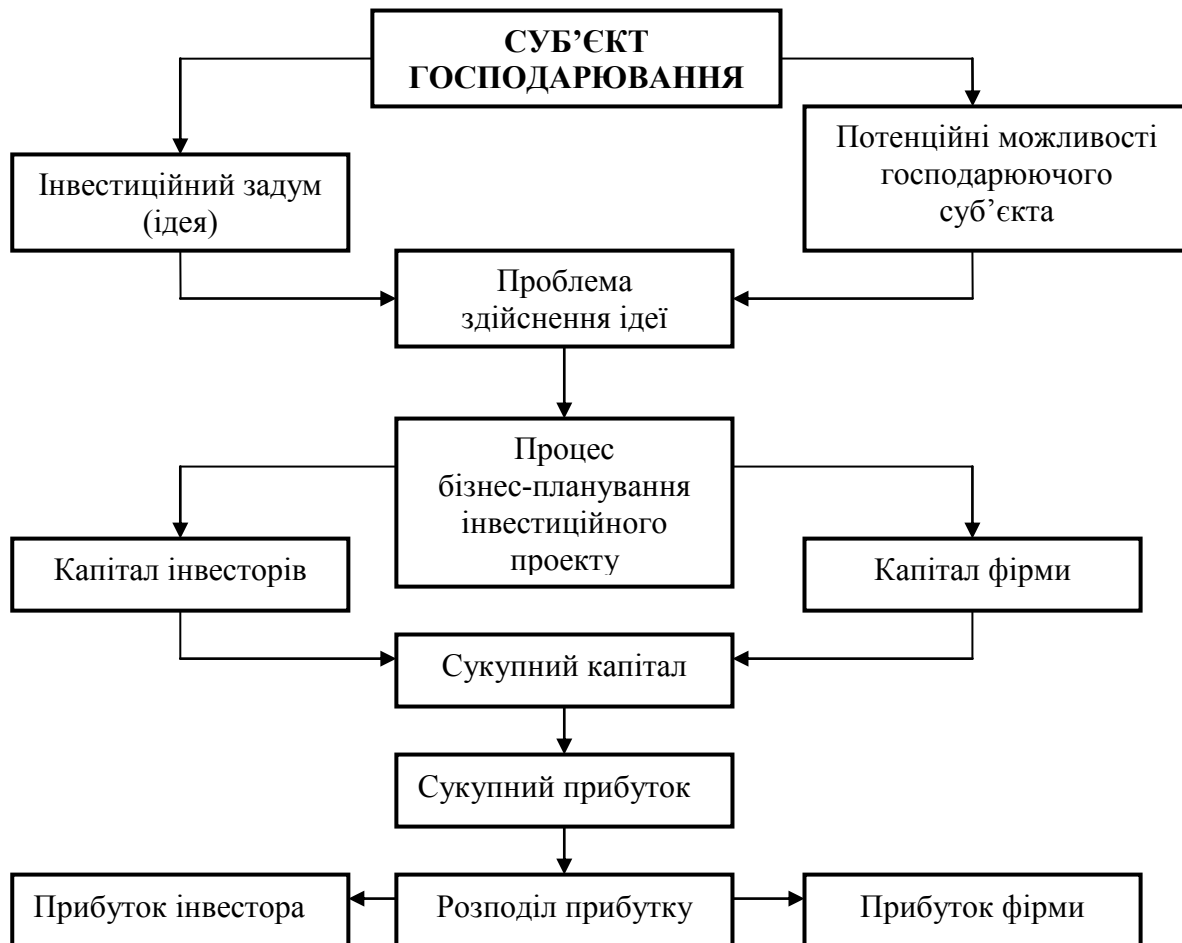 СУБ’ЄКТ
ГОСПОДАРЮВАННЯ
Інвестиційний задум
(ідея)
Потенційні можливості
господарюючого
суб’єкта
Проблема
здійснення ідеї
Процес
бізнес-планування
інвестиційного
проекту
Капітал інвесторів
Капітал фірми
Сукупний капітал
Сукупний прибуток
Прибуток інвестора
Розподіл прибутку
Прибуток фірми